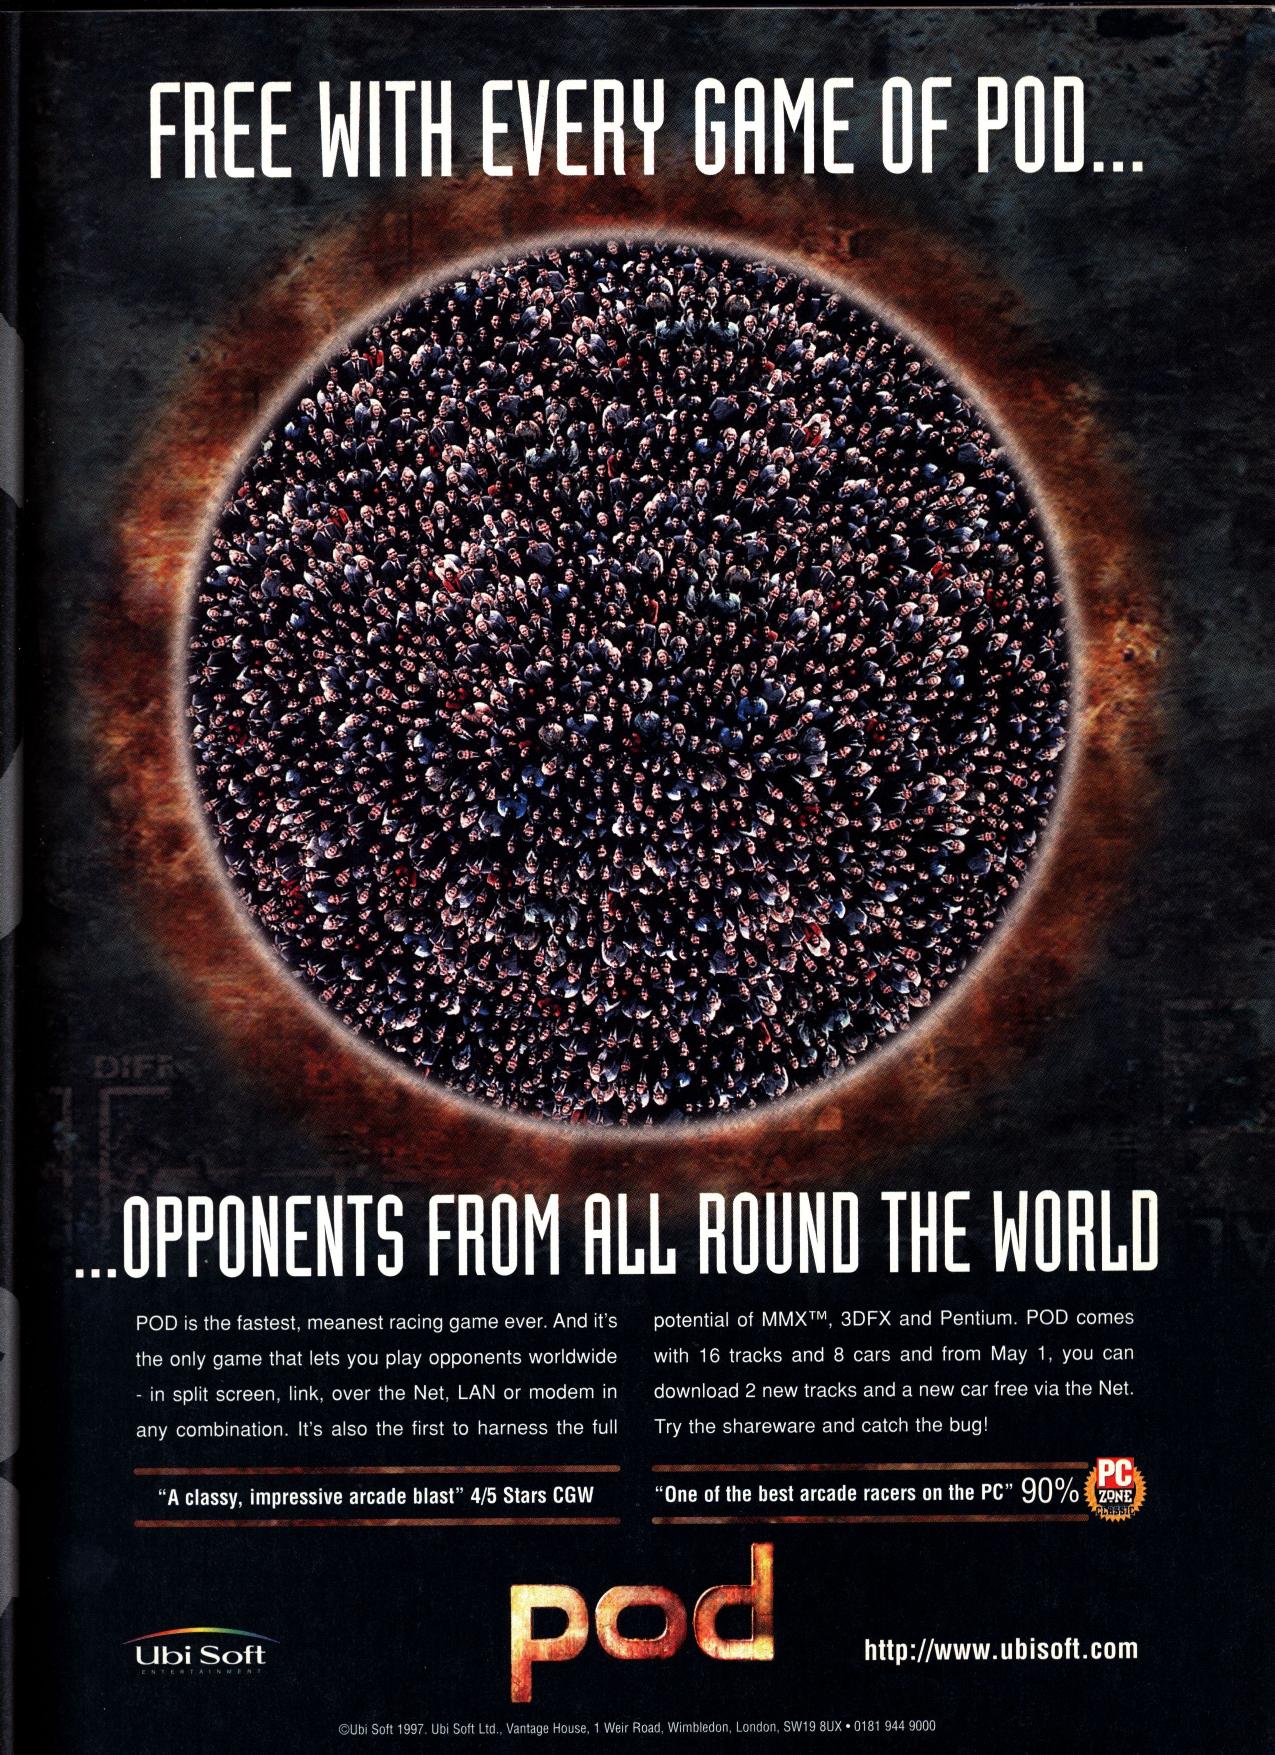 FREE WITH EVERY GAME OF POD...
DIFF
...OPPONENTS FROM ALL ROUND THE WORLD
POD is the fastest, meanest racing game ever. And it's
the only game that lets you play opponents worldwide
- in split screen, link, over the Net, LAN or modem in
any combination. It's also the first to harness the full
potential of MMX™, 3DFX and Pentium. POD comes
with 16 tracks and 8 cars and from May 1, you can
download 2 new tracks and a new car free via the Net.
Try the shareware and catch the bug!
“A classy, impressive arcade blast” 4/5 Stars CGW
“One of the best arcade racers on the PC” 90%
PC
ZONE
CLASSIC
pod
Ubi Soft
ENTERTAINMENT
http://www.ubisoft.com
©Ubi Soft 1997. Ubi Soft Ltd., Vantage House, 1 Weir Road, Wimbledon, London, SW19 8UX • 0181 944 9000